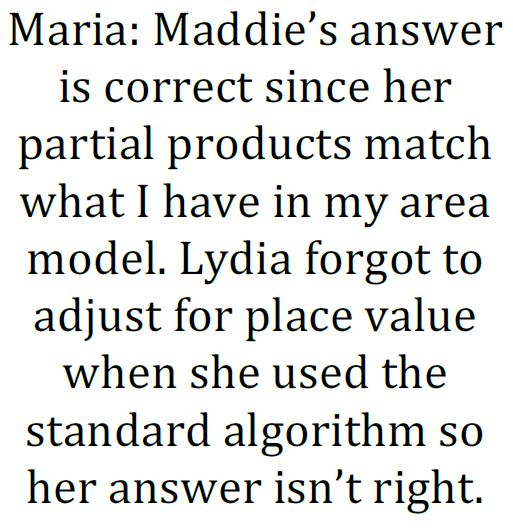 Maria: Maddie’s answer
is correct since her
partial products match
what I have in my area
model. Lydia forgot to
adjust for place value
when she used the
standard algorithm so
her answer isn’t right.